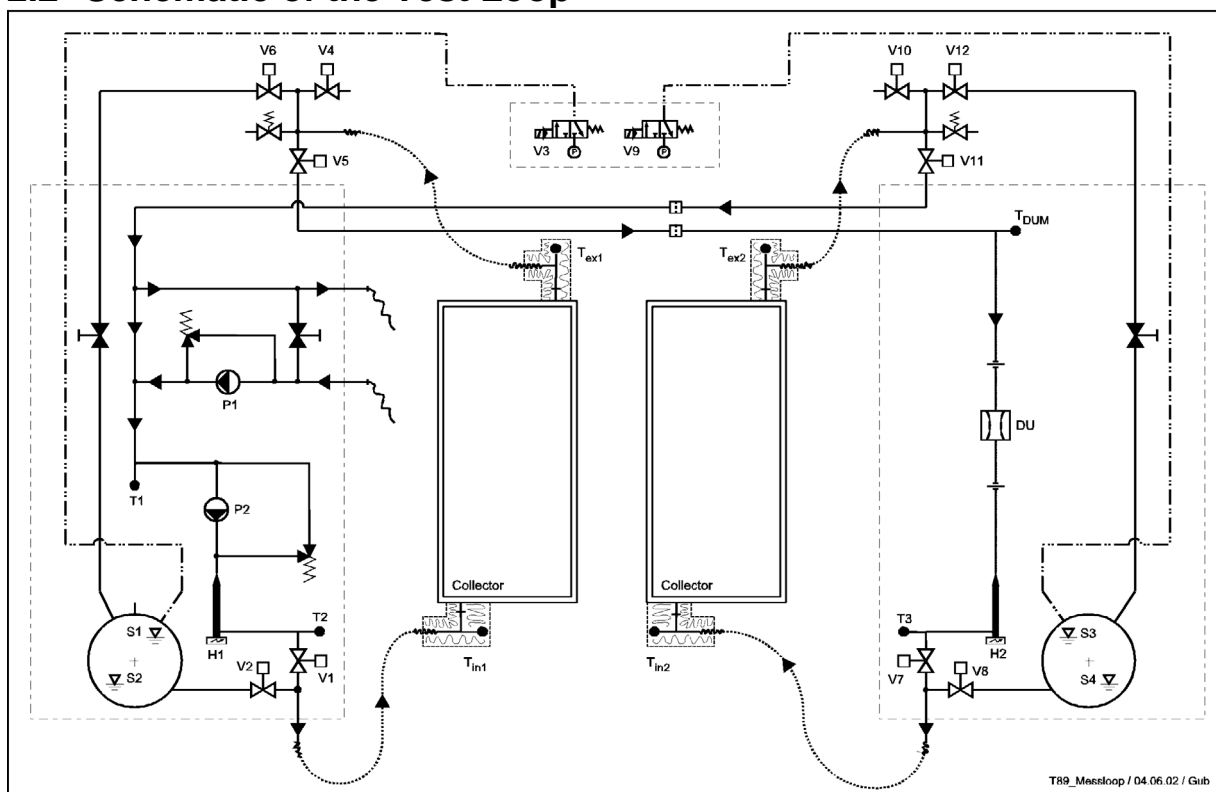 2.2 Schematic of the Test Loop
V6 V4 V10 V12
V3 P V9 P
V5 V11
T_DUM
T_ex1 T_ex2
P1
DU
T1 P2
Collector Collector
S1 T2 T3 S3
H1 H2
S2 V2 V1 T_in1 T_in2 V7 V8 S4
T89_Messloop / 04.06.02 / Gub